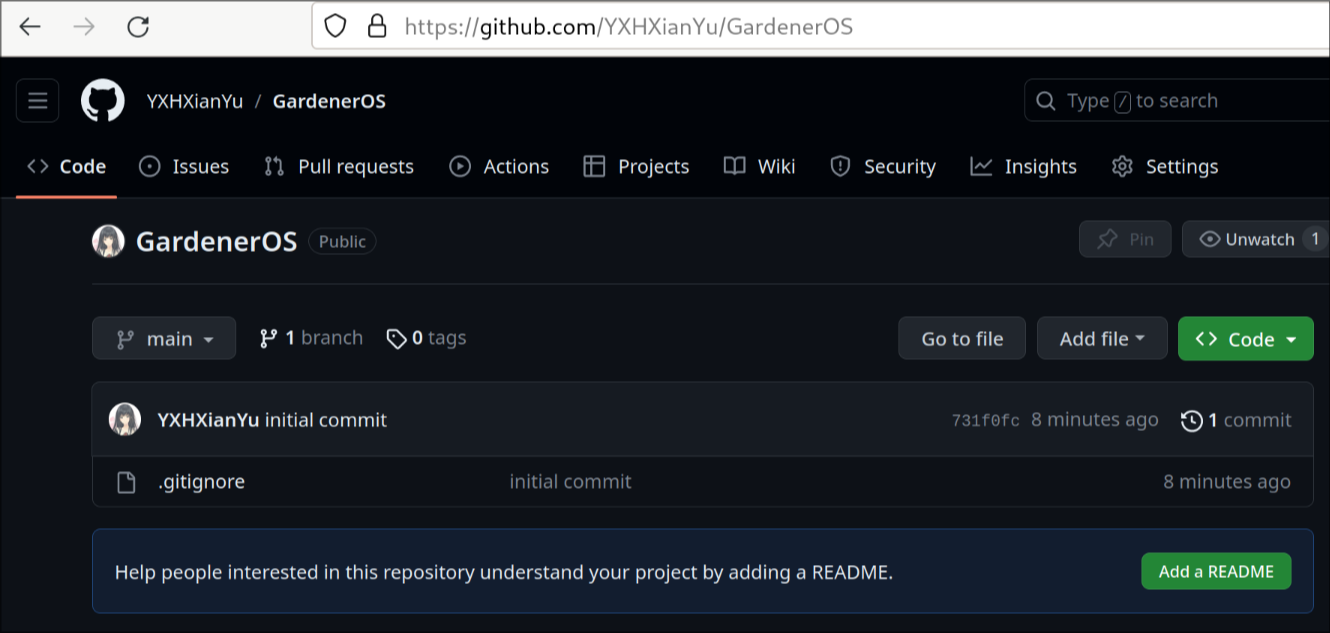 https://github.com/YXHXianYu/GardenerOS
YXHXianYu / GardenerOS
Type / to search
Code Issues Pull requests Actions Projects Wiki Security Insights Settings
GardenerOS Public Pin Unwatch 1
main 1 branch 0 tags Go to file Add file Code
YXHXianYu initial commit 731f0fc 8 minutes ago 1 commit
.gitignore initial commit 8 minutes ago
Help people interested in this repository understand your project by adding a README. Add a README